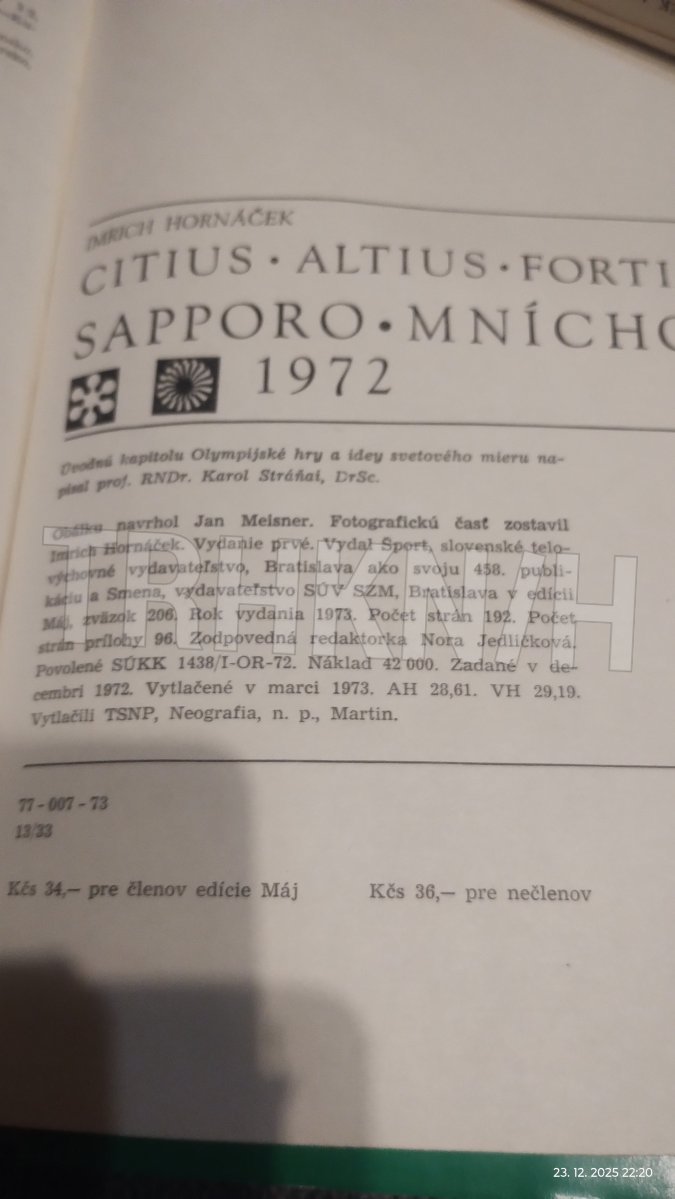 IMRICH HORNÁČEK
CITIUS · ALTIUS · FORTI
SAPPORO · MNÍCHO
1972
Úvodnú kapitolu Olympijské hry a idey svetového mieru na-
písal prof. RNDr. Karol Stráňai, DrSc.
Obálku navrhol Jan Meisner. Fotografickú časť zostavil
Imrich Hornáček. Vydanie prvé. Vydal Šport, slovenské telo-
výchovné vydavateľstvo, Bratislava ako svoju 458. publi-
káciu a Smena, vydavateľstvo SÚV SZM, Bratislava v edícii
Máj, zväzok 206. Rok vydania 1973. Počet strán 192. Počet
strán prílohy 96. Zodpovedná redaktorka Nora Jedličková.
Povolené SÚKK 1438/I-OR-72. Náklad 42 000. Zadané v de-
cembri 1972. Vytlačené v marci 1973. AH 28,61. VH 29,19.
Vytlačili TSNP, Neografia, n. p., Martin.
77 - 007 - 73
13/33
Kčs 34,— pre členov edície Máj Kčs 36,— pre nečlenov
23. 12. 2025 22:20